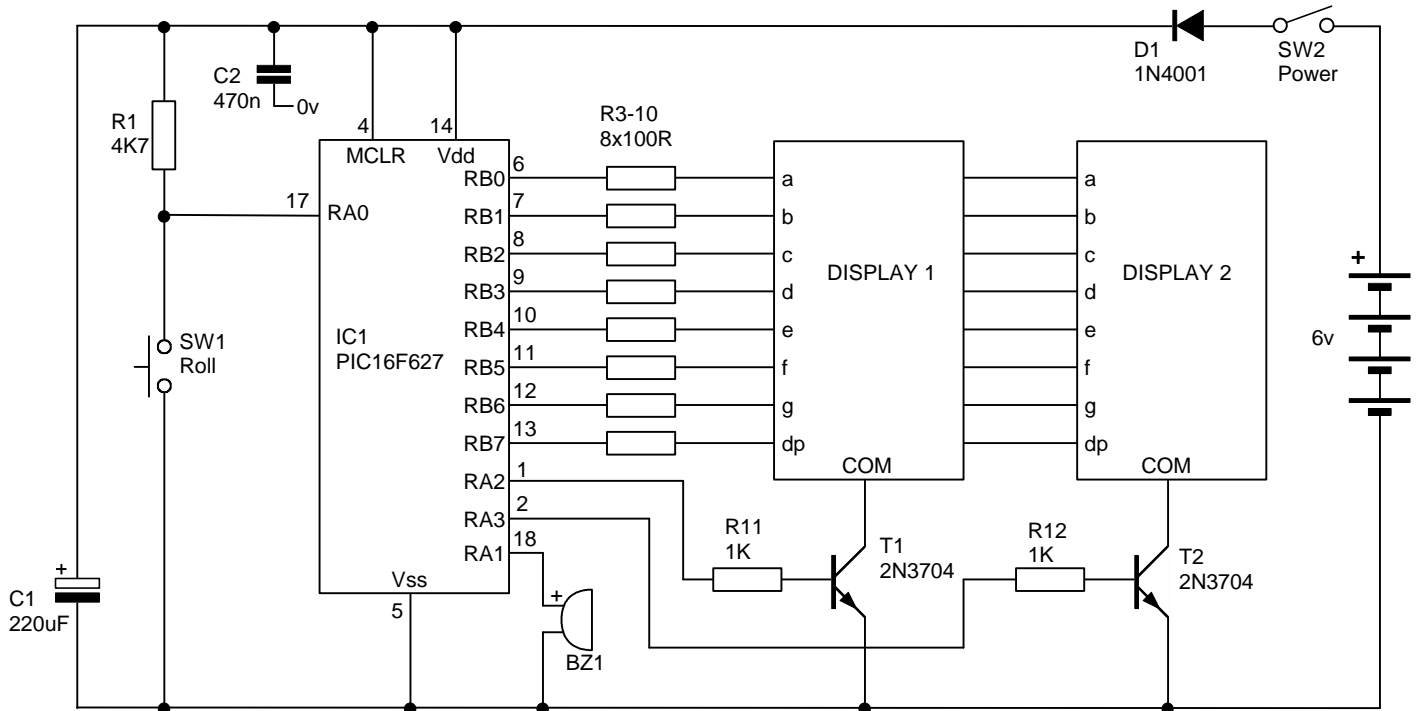 D1
1N4001
SW2
Power
C2
470n
0v
R1
4K7
4
14
MCLR
Vdd
R3-10
8x100R
17
RA0
RB0
6
RB1
7
RB2
8
RB3
9
RB4
10
RB5
11
RB6
12
RB7
13
RA2
1
RA3
2
RA1
18
IC1
PIC16F627
Vss
5
SW1
Roll
a
b
c
d
e
f
g
dp
DISPLAY 1
COM
a
b
c
d
e
f
g
dp
DISPLAY 2
COM
+
6v
R11
1K
T1
2N3704
R12
1K
T2
2N3704
+
C1
220uF
+
BZ1